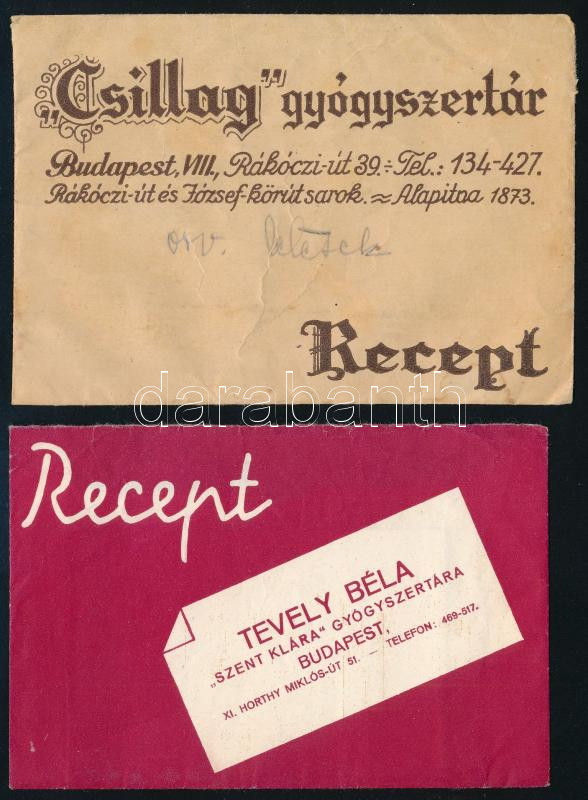 „Csillag” gyógyszertár
Budapest, VIII., Rákóczi-út 39. Tel.: 134-427.
Rákóczi-út és József-körút sarok. ≈ Alapitva 1873.
orv.
Recept
darabanth
Recept
TEVELY BÉLA
„SZENT KLÁRA“ GYÓGYSZERTÁRA
BUDAPEST,
XI. HORTHY MIKLÓS-ÚT 51. — TELEFON: 469-517.